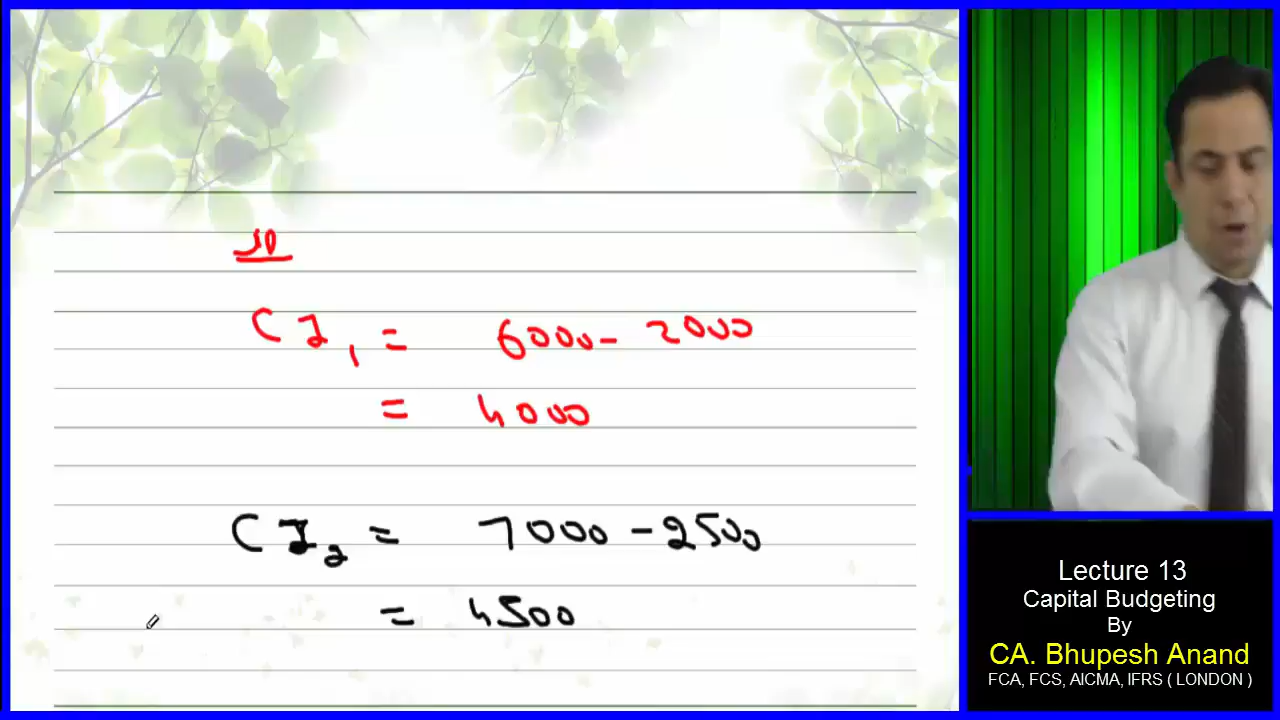 CI₁ = 6000 - 2000
= 4000
CI₂ = 7000 - 2500
= 4500
Lecture 13
Capital Budgeting
By
CA. Bhupesh Anand
FCA, FCS, AICMA, IFRS ( LONDON )